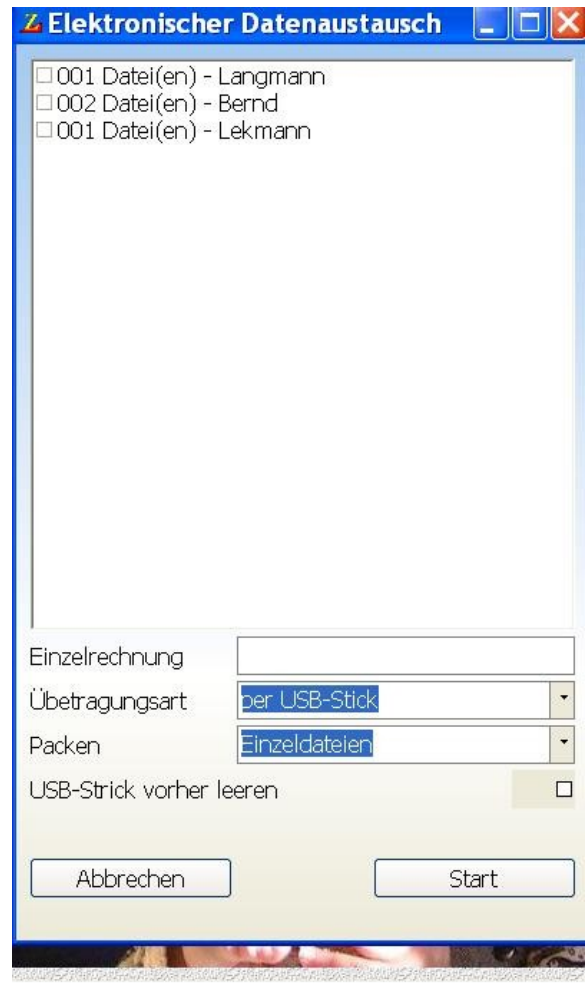 Z Elektronischer Datenaustausch
001 Datei(en) - Langmann
002 Datei(en) - Bernd
001 Datei(en) - Lekmann
Einzelrechnung
Übetragungsart per USB-Stick
Packen Einzeldateien
USB-Strick vorher leeren
Abbrechen Start